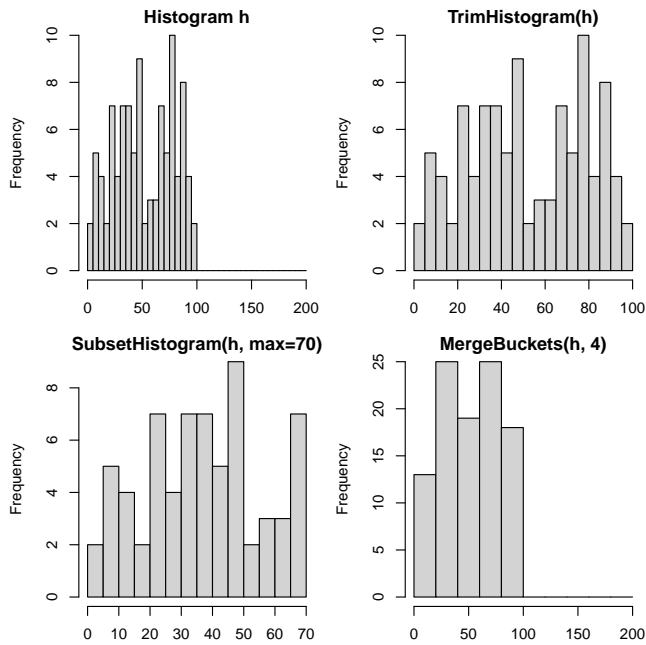 Histogram h
Frequency
0 2 4 6 8 10
0 50 100 150 200
TrimHistogram(h)
Frequency
0 2 4 6 8 10
0 20 40 60 80 100
SubsetHistogram(h, max=70)
Frequency
0 2 4 6 8
0 10 20 30 40 50 60 70
MergeBuckets(h, 4)
Frequency
0 5 10 15 20 25
0 50 100 150 200